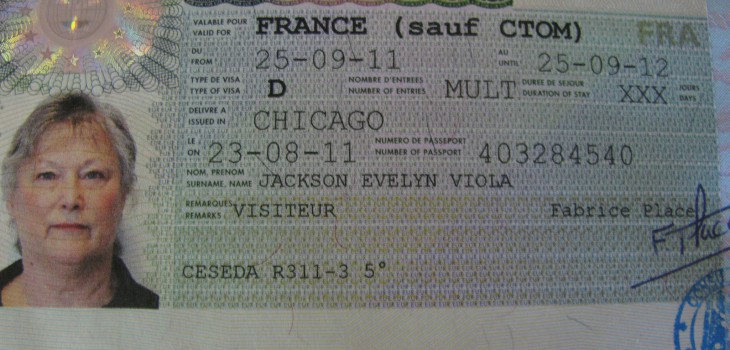 VALABLE POUR
VALID FOR FRANCE (sauf CTOM) FRA
DU AU
FROM 25-09-11 UNTIL 25-09-12
TYPE DE VISA NOMBRE D'ENTREES DUREE DE SEJOUR JOURS
TYPE OF VISA D NUMBER OF ENTRIES MULT DURATION OF STAY XXX DAYS
DELIVRE A
ISSUED IN CHICAGO
LE NUMERO DE PASSEPORT
ON 23-08-11 NUMBER OF PASSPORT 403284540
NOM, PRENOM
SURNAME, NAME JACKSON EVELYN VIOLA
REMARQUES
REMARKS VISITEUR Fabrice Place
CESEDA R311-3 5°